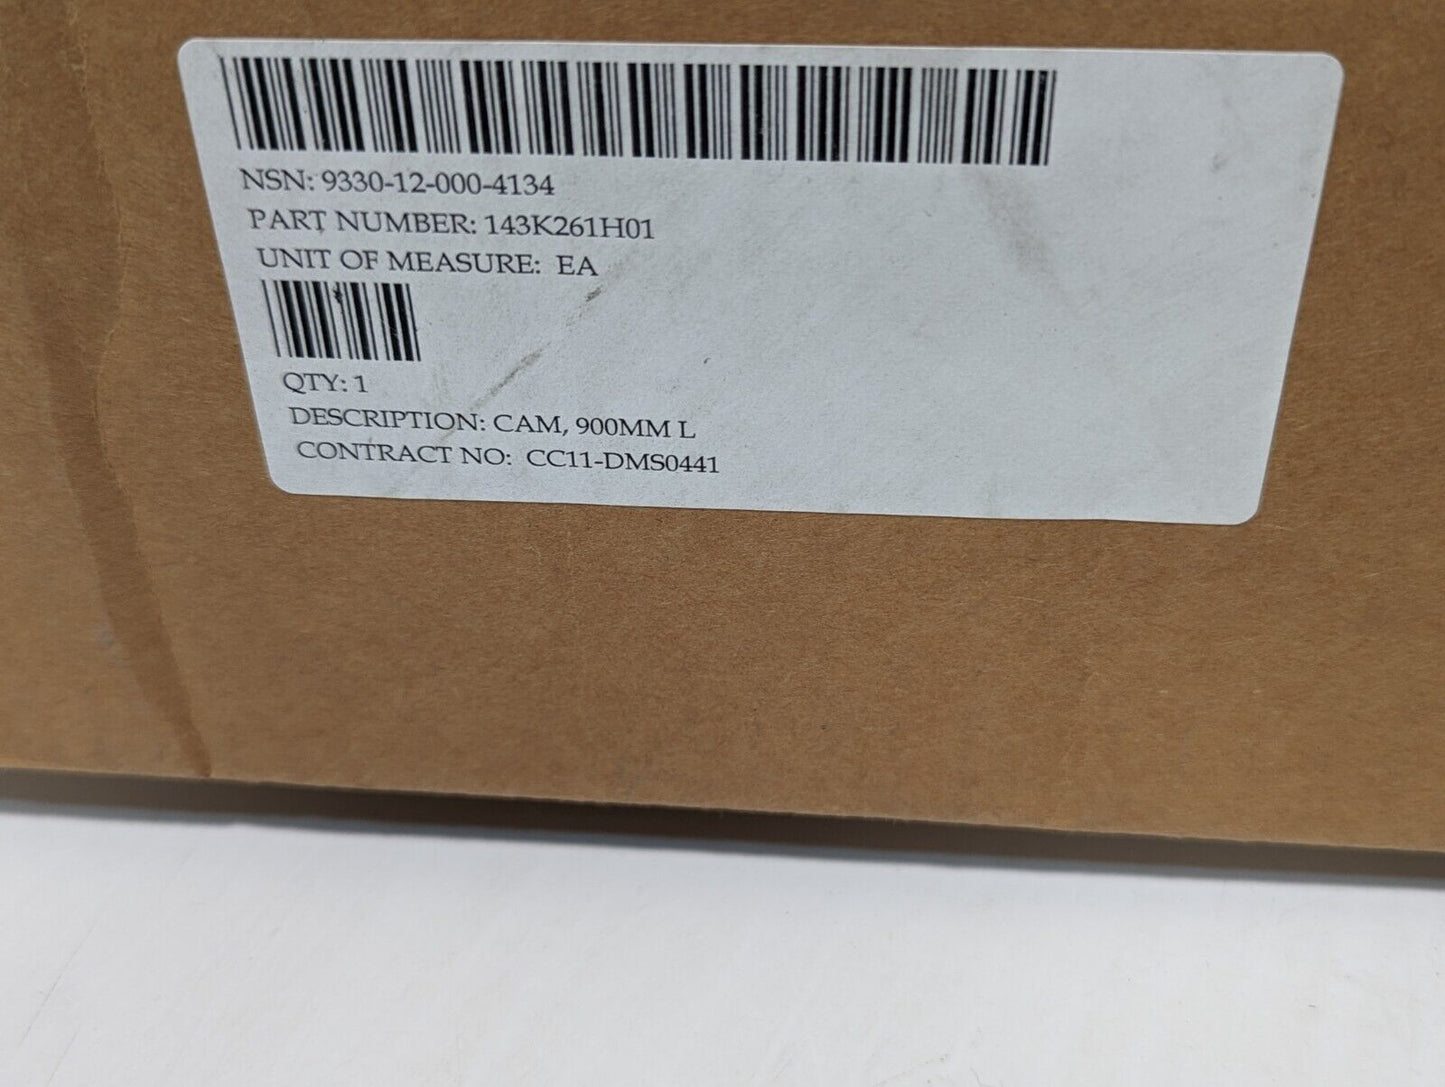 NSN: 9330-12-000-4134
PART NUMBER: 143K261H01
UNIT OF MEASURE: EA
QTY: 1
DESCRIPTION: CAM, 900MM L
CONTRACT NO: CC11-DMS0441